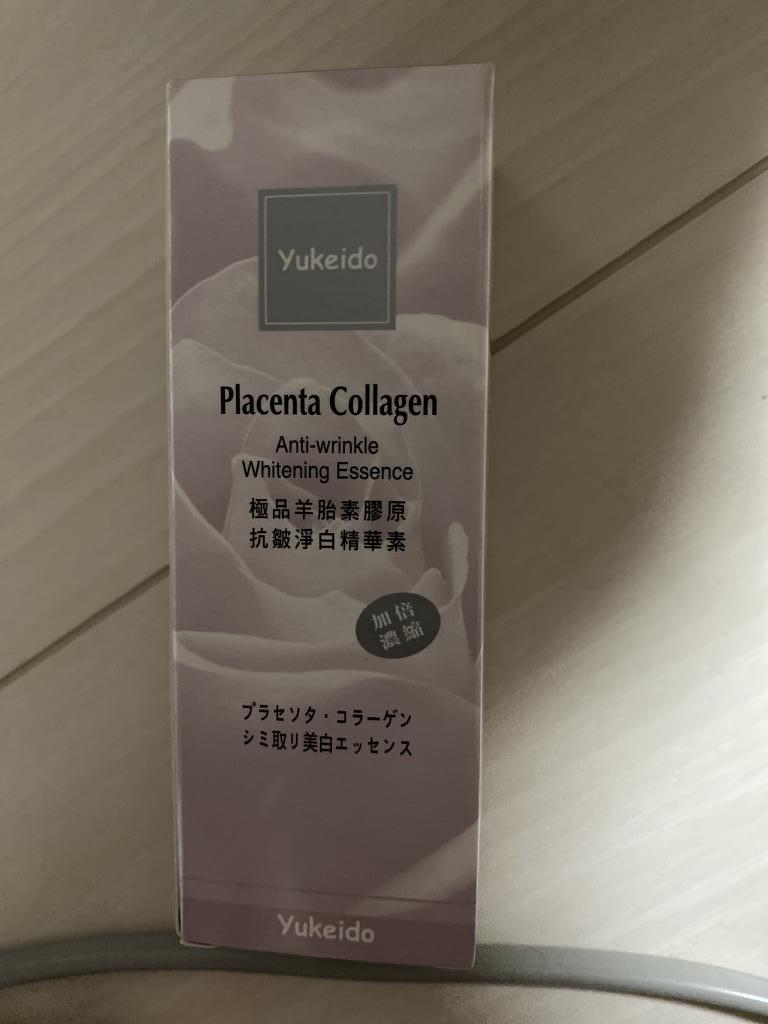 Yukeido
Placenta Collagen
Anti-wrinkle
Whitening Essence
極品羊胎素膠原
抗皺淨白精華素
加倍
濃縮
プラセソタ・コラーゲン
シミ取リ美白エッセンス
Yukeido